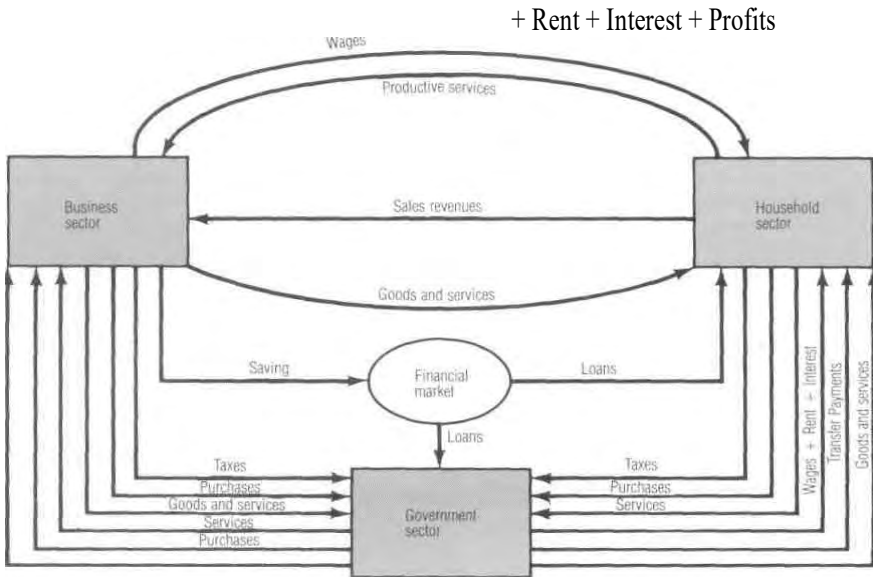 + Rent + Interest + Profits
Wages
Productive services
Business
sector
Sales revenues
Household
sector
Goods and services
Saving
Financial
market
Loans
Loans
Wages + Rent + Interest
Transfer Payments
Goods and services
Taxes
Purchases
Goods and services
Services
Purchases
Government
sector
Taxes
Purchases
Services